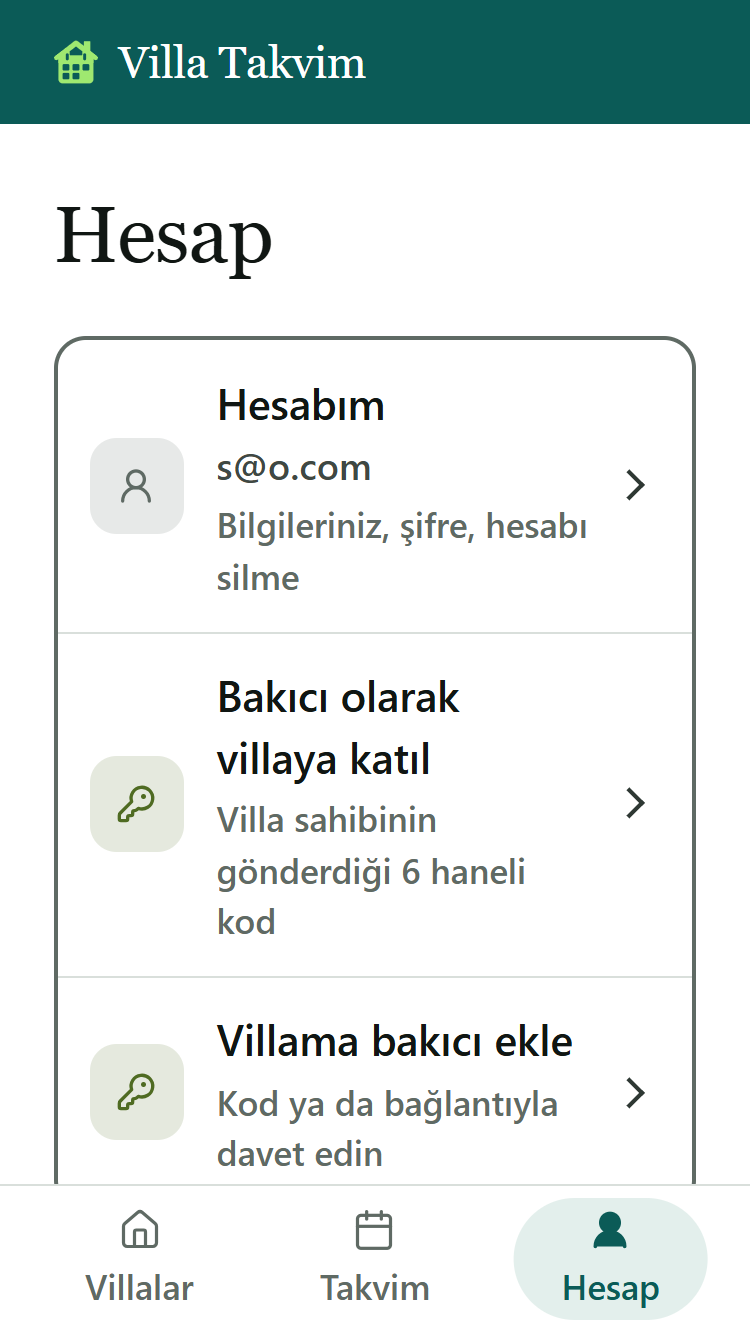 Villa Takvim
Hesap
Hesabım
s@o.com
Bilgileriniz, şifre, hesabı
silme
Bakıcı olarak
villaya katıl
Villa sahibinin
gönderdiği 6 haneli
kod
Villama bakıcı ekle
Kod ya da bağlantıyla
davet edin
Villalar
Takvim
Hesap